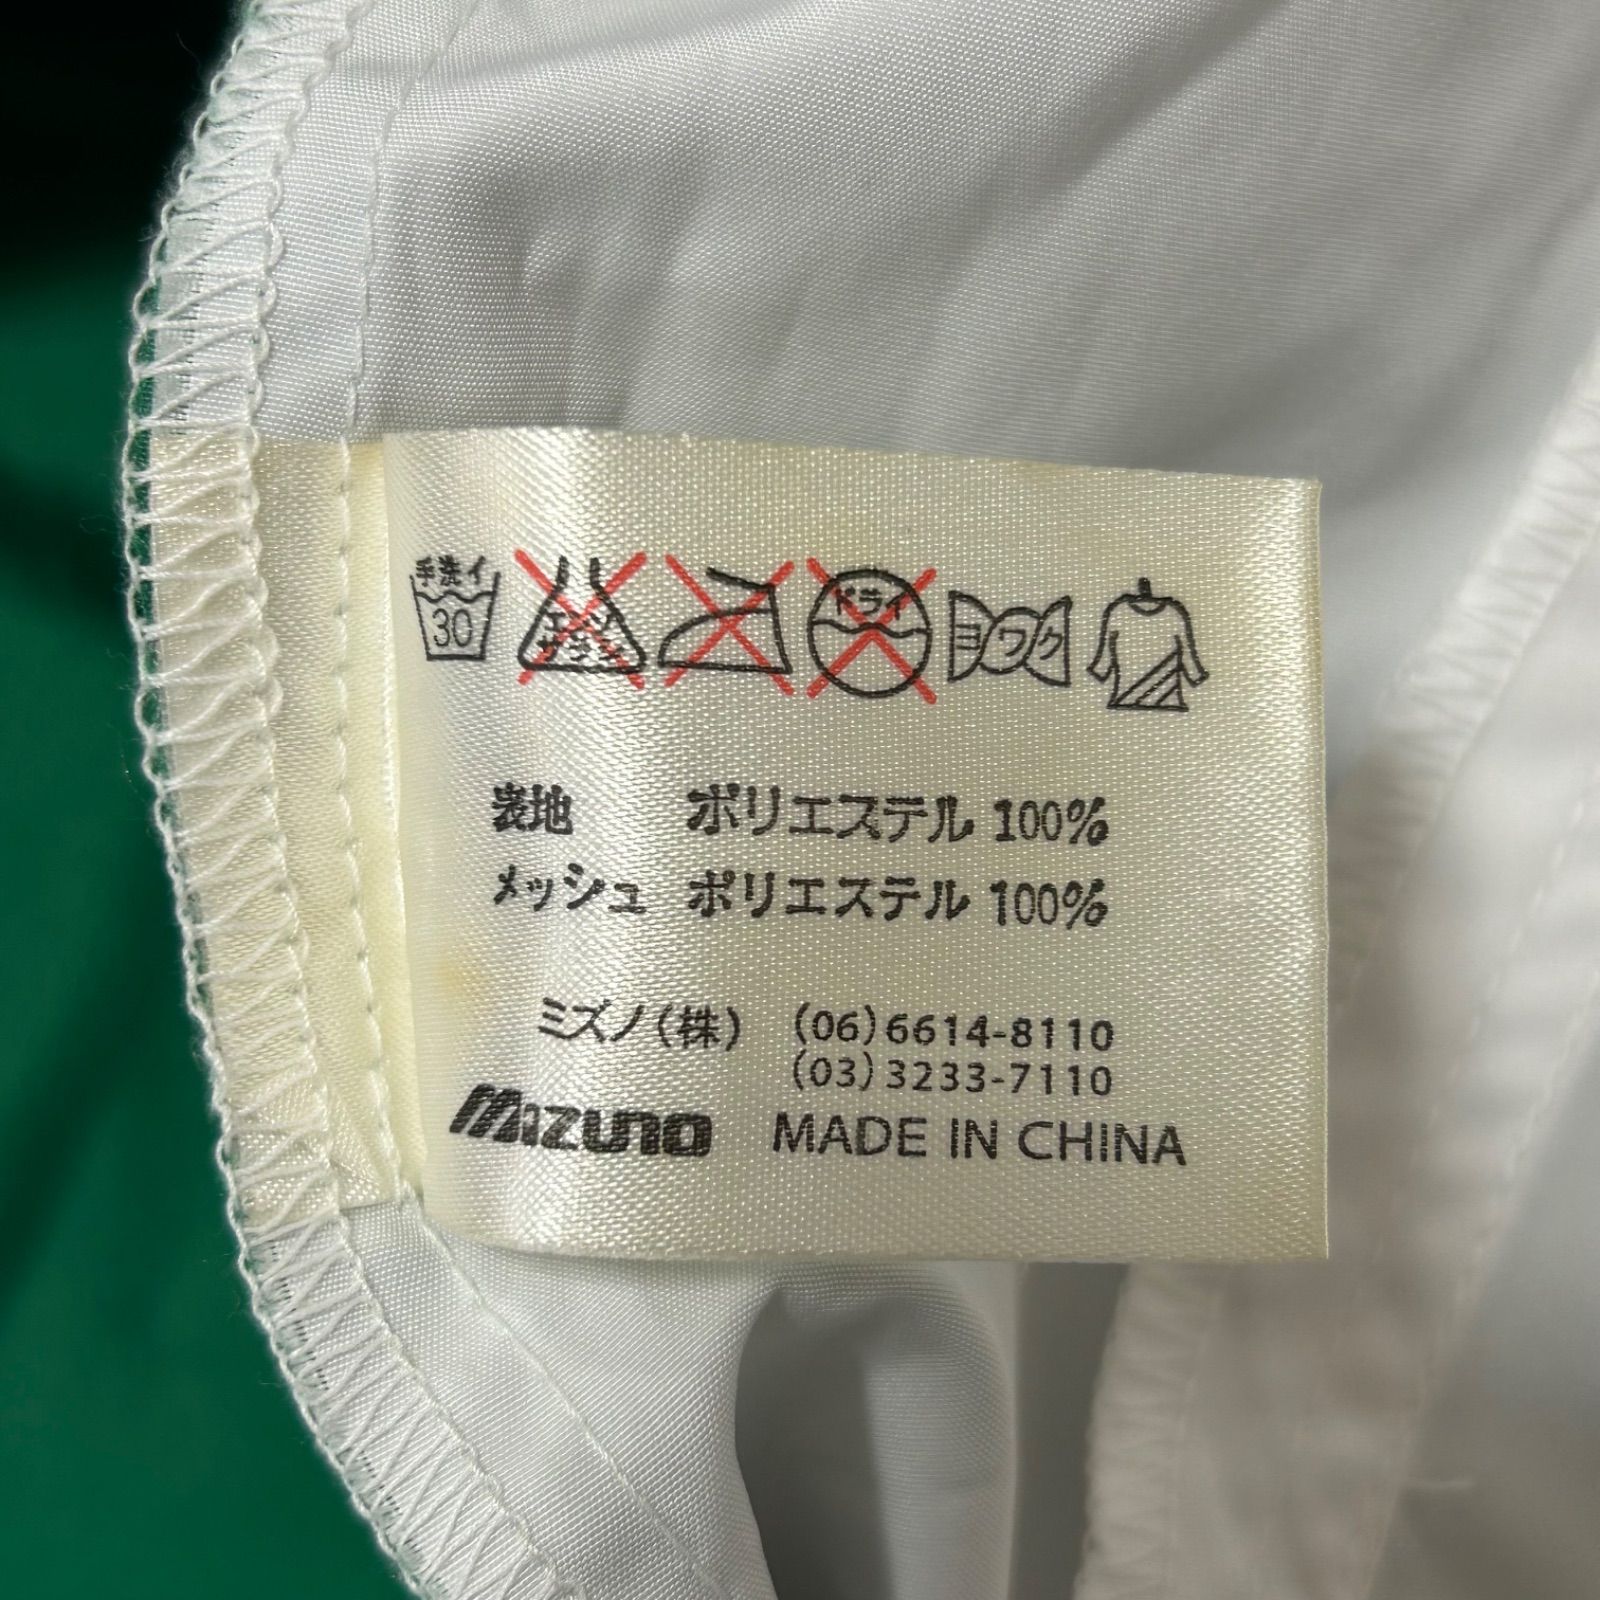 手洗イ 30 エンソサラシ ドライ ヨワク
表地 ポリエステル 100%
メッシュ ポリエステル 100%
ミズノ(株) (06)6614-8110
(03)3233-7110
MIZUNO MADE IN CHINA